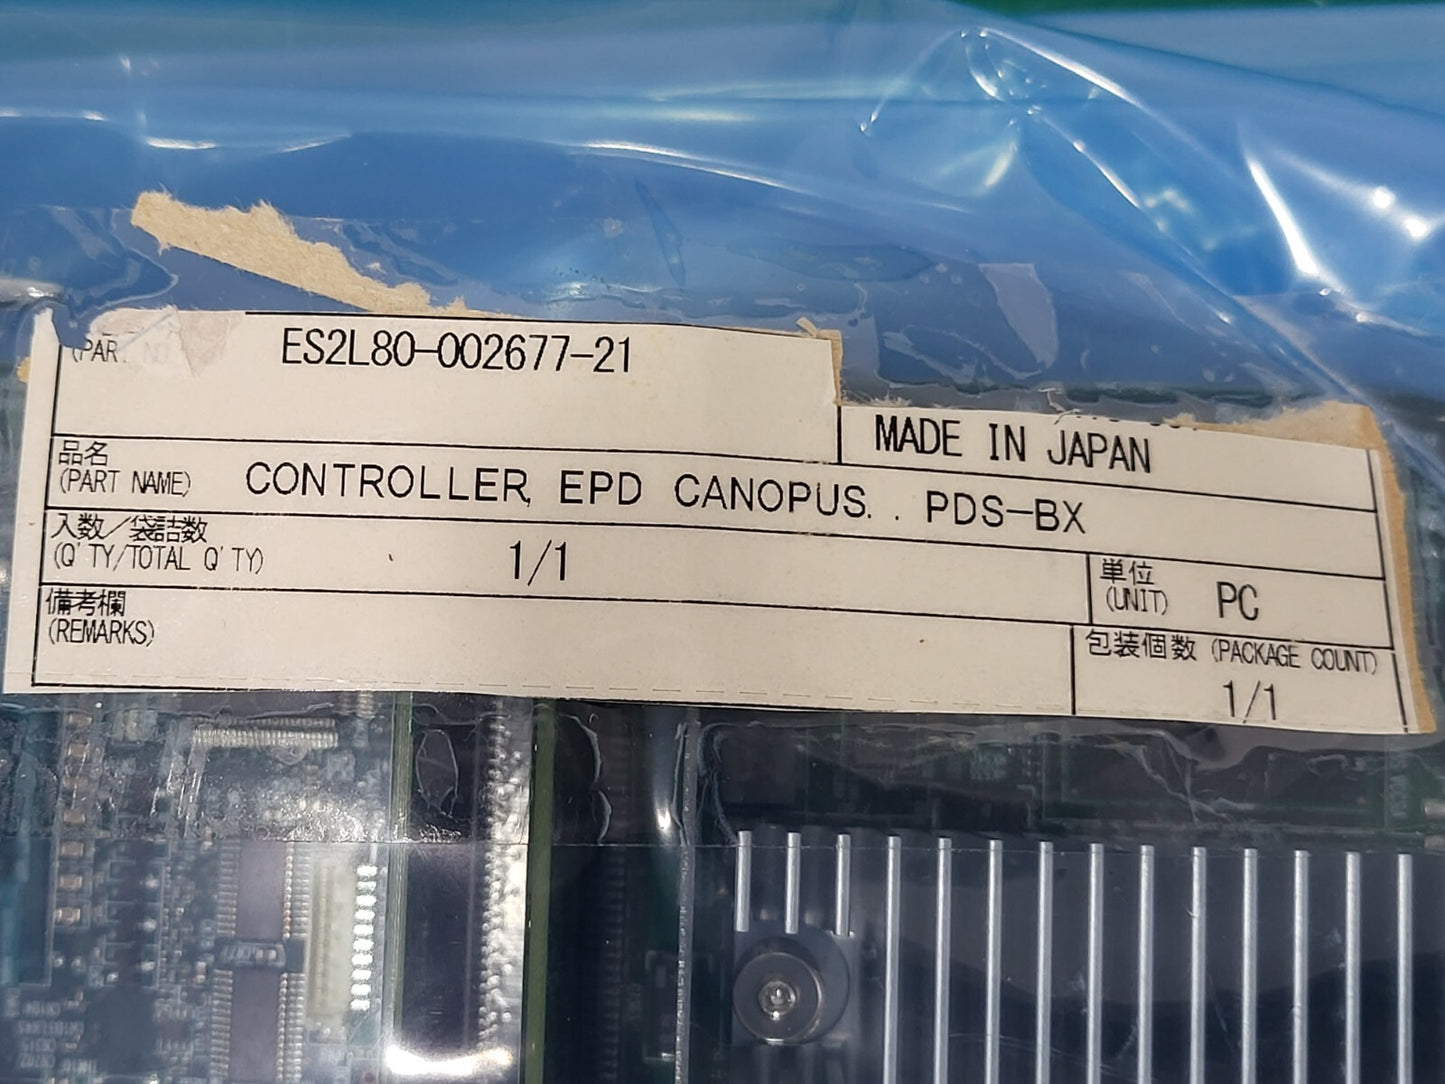 (PART NO
ES2L80-002677-21
MADE IN JAPAN
品名
(PART NAME)
CONTROLLER, EPD CANOPUS. . PDS-BX
入数/袋詰数
(Q'TY/TOTAL Q'TY)
1/1
単位
(UNIT)
PC
備考欄
(REMARKS)
包装個数 (PACKAGE COUNT)
1/1